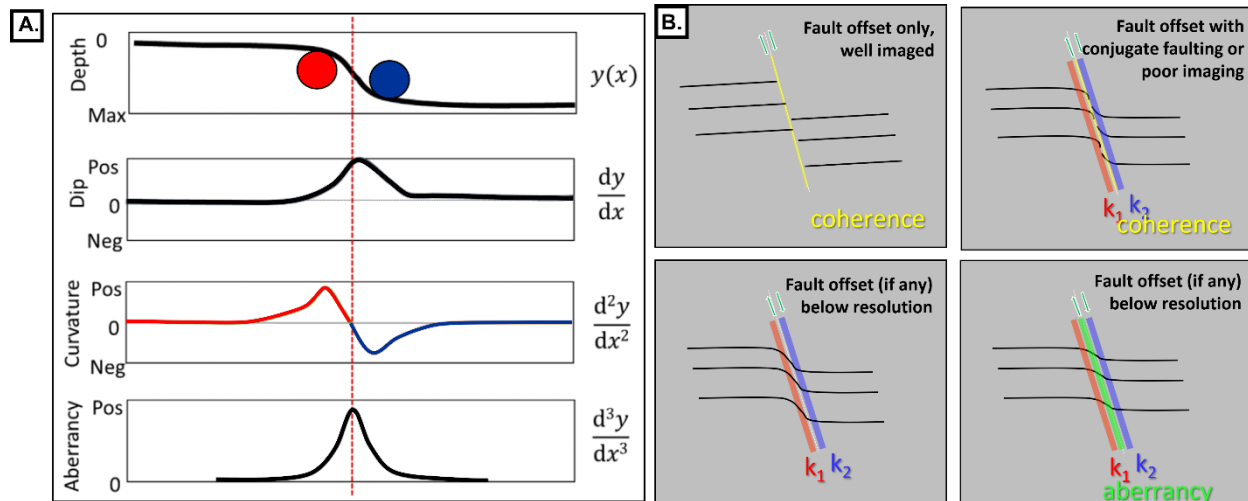 A.
0
Depth
Max
y(x)
Pos
Dip
0
Neg
dy
dx
Pos
Curvature
0
Neg
d²y
dx²
Pos
Aberrancy
0
d³y
dx³
B.
Fault offset only,
well imaged
coherence
Fault offset with
conjugate faulting or
poor imaging
k₁ k₂
coherence
Fault offset (if any)
below resolution
k₁ k₂
Fault offset (if any)
below resolution
k₁ k₂
aberrancy